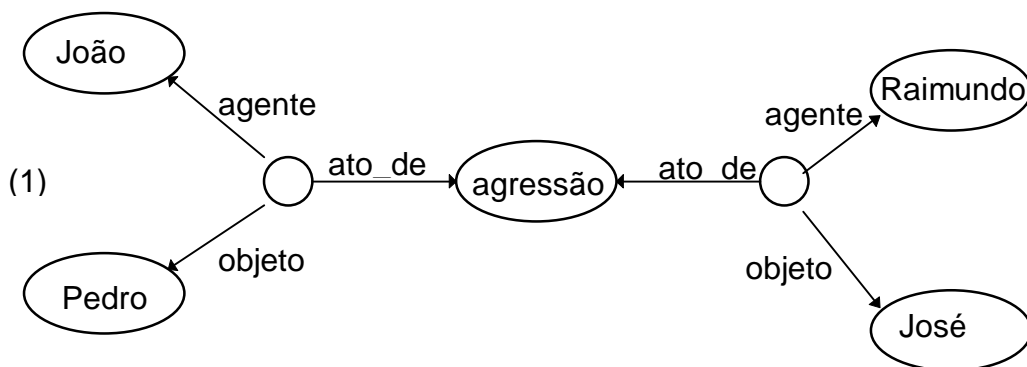 João
Raimundo
agente
agente
(1)
ato_de
agressão
ato_de
objeto
objeto
Pedro
José